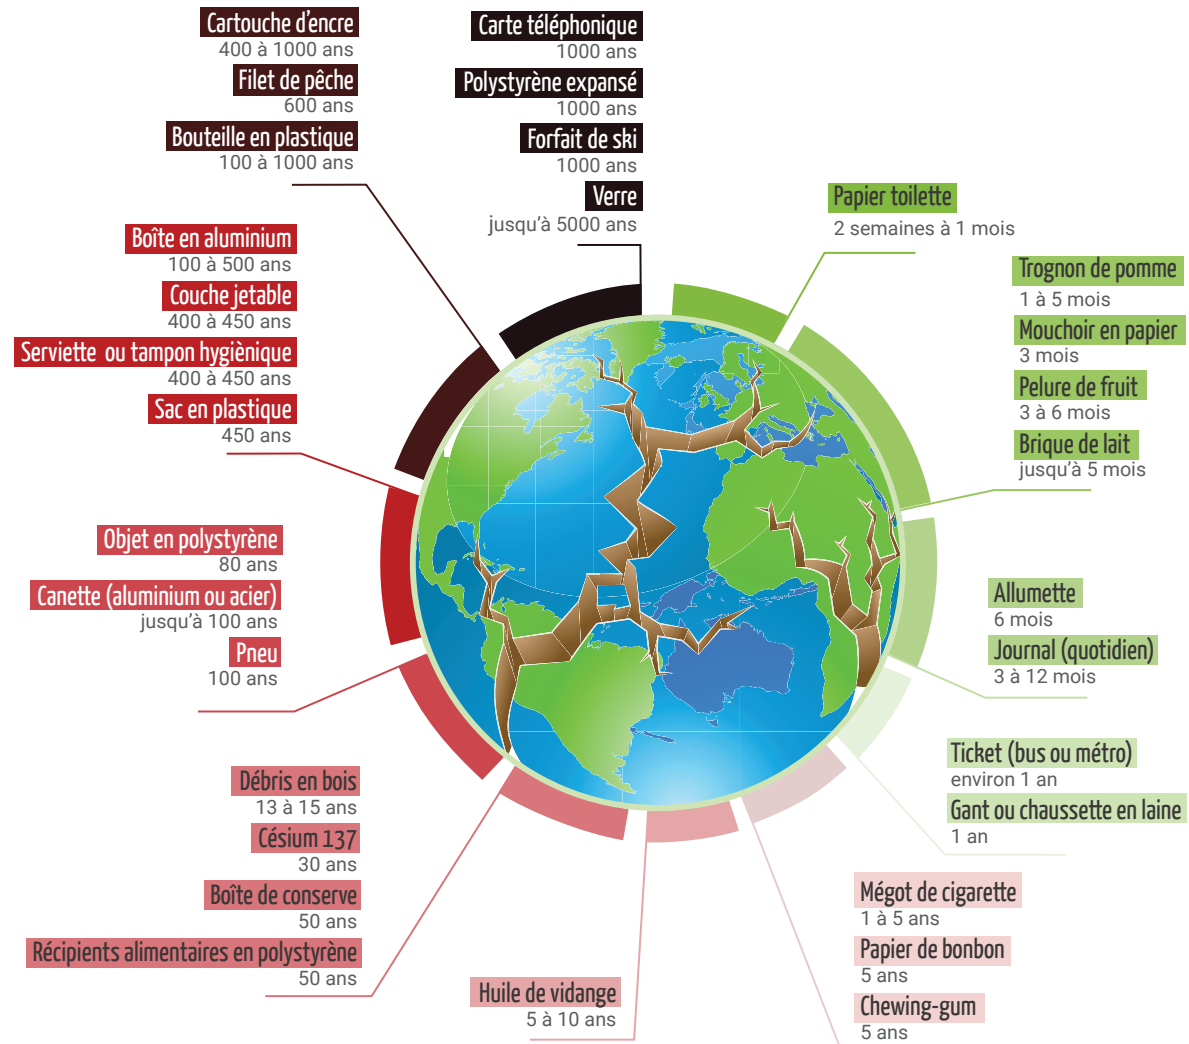 Cartouche d'encre
400 à 1000 ans
Filet de pêche
600 ans
Bouteille en plastique
100 à 1000 ans
Carte téléphonique
1000 ans
Polystyrène expansé
1000 ans
Forfait de ski
1000 ans
Verre
jusqu'à 5000 ans
Papier toilette
2 semaines à 1 mois
Trognon de pomme
1 à 5 mois
Mouchoir en papier
3 mois
Pelure de fruit
3 à 6 mois
Brique de lait
jusqu'à 5 mois
Allumette
6 mois
Journal (quotidien)
3 à 12 mois
Ticket (bus ou métro)
environ 1 an
Gant ou chaussette en laine
1 an
Mégot de cigarette
1 à 5 ans
Papier de bonbon
5 ans
Chewing-gum
5 ans
Huile de vidange
5 à 10 ans
Débris en bois
13 à 15 ans
Césium 137
30 ans
Boîte de conserve
50 ans
Récipients alimentaires en polystyrène
50 ans
Objet en polystyrène
80 ans
Canette (aluminium ou acier)
jusqu'à 100 ans
Pneu
100 ans
Boîte en aluminium
100 à 500 ans
Couche jetable
400 à 450 ans
Serviette ou tampon hygiènique
400 à 450 ans
Sac en plastique
450 ans